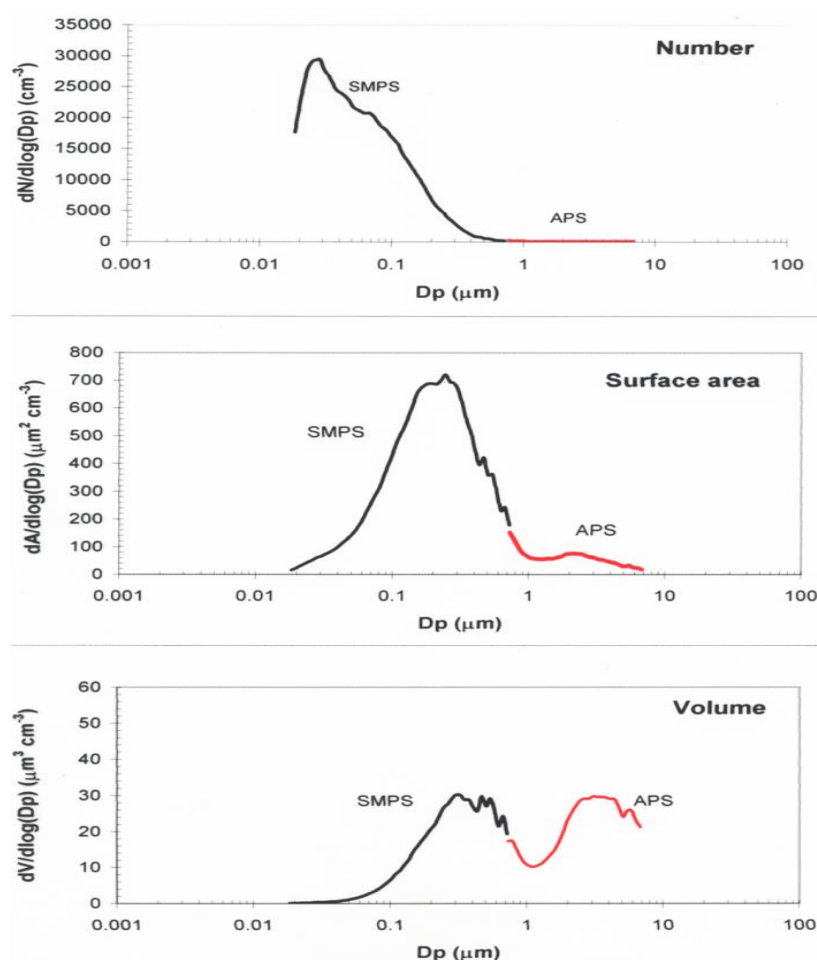 35000
Number
30000
SMPS
25000
20000
15000
10000
APS
5000
0
0.001 0.01 0.1 1 10 100
Dp (μm)
dN/dlog(Dp) (cm⁻³)
800
Surface area
700
600
SMPS
500
400
300
200
APS
100
0
0.001 0.01 0.1 1 10 100
Dp (μm)
dA/dlog(Dp) (μm² cm⁻³)
60
Volume
50
40
30
SMPS APS
20
10
0
0.001 0.01 0.1 1 10 100
Dp (μm)
dV/dlog(Dp) (μm³ cm⁻³)